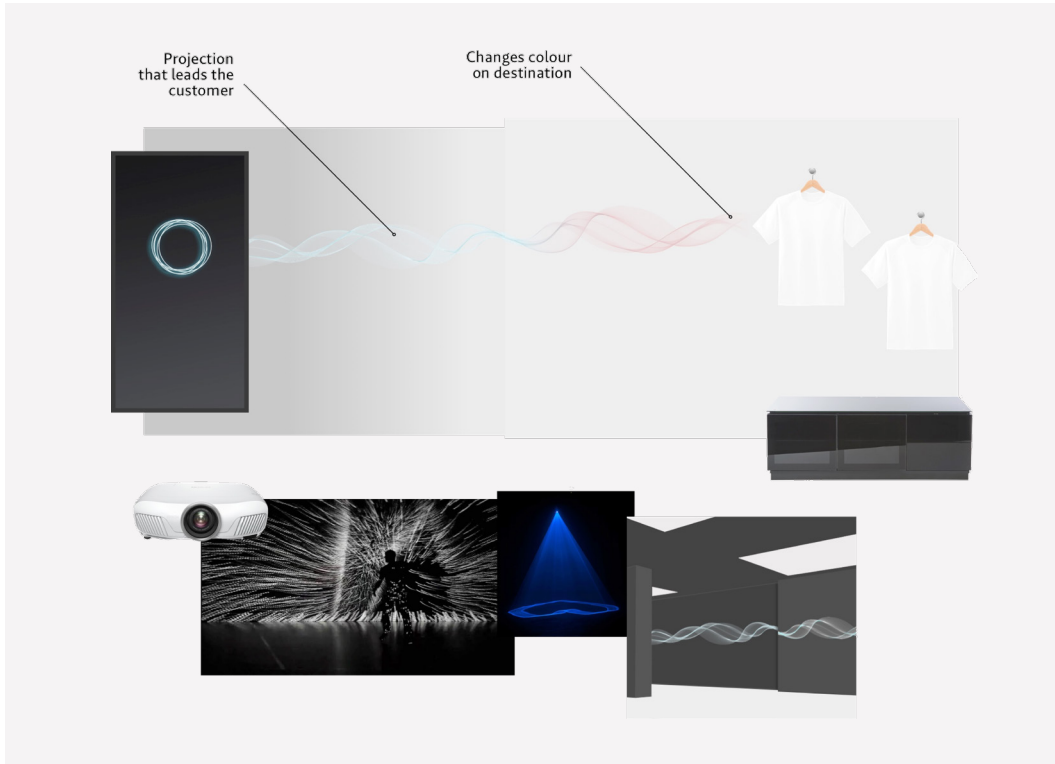 Projection
that leads the
customer
Changes colour
on destination